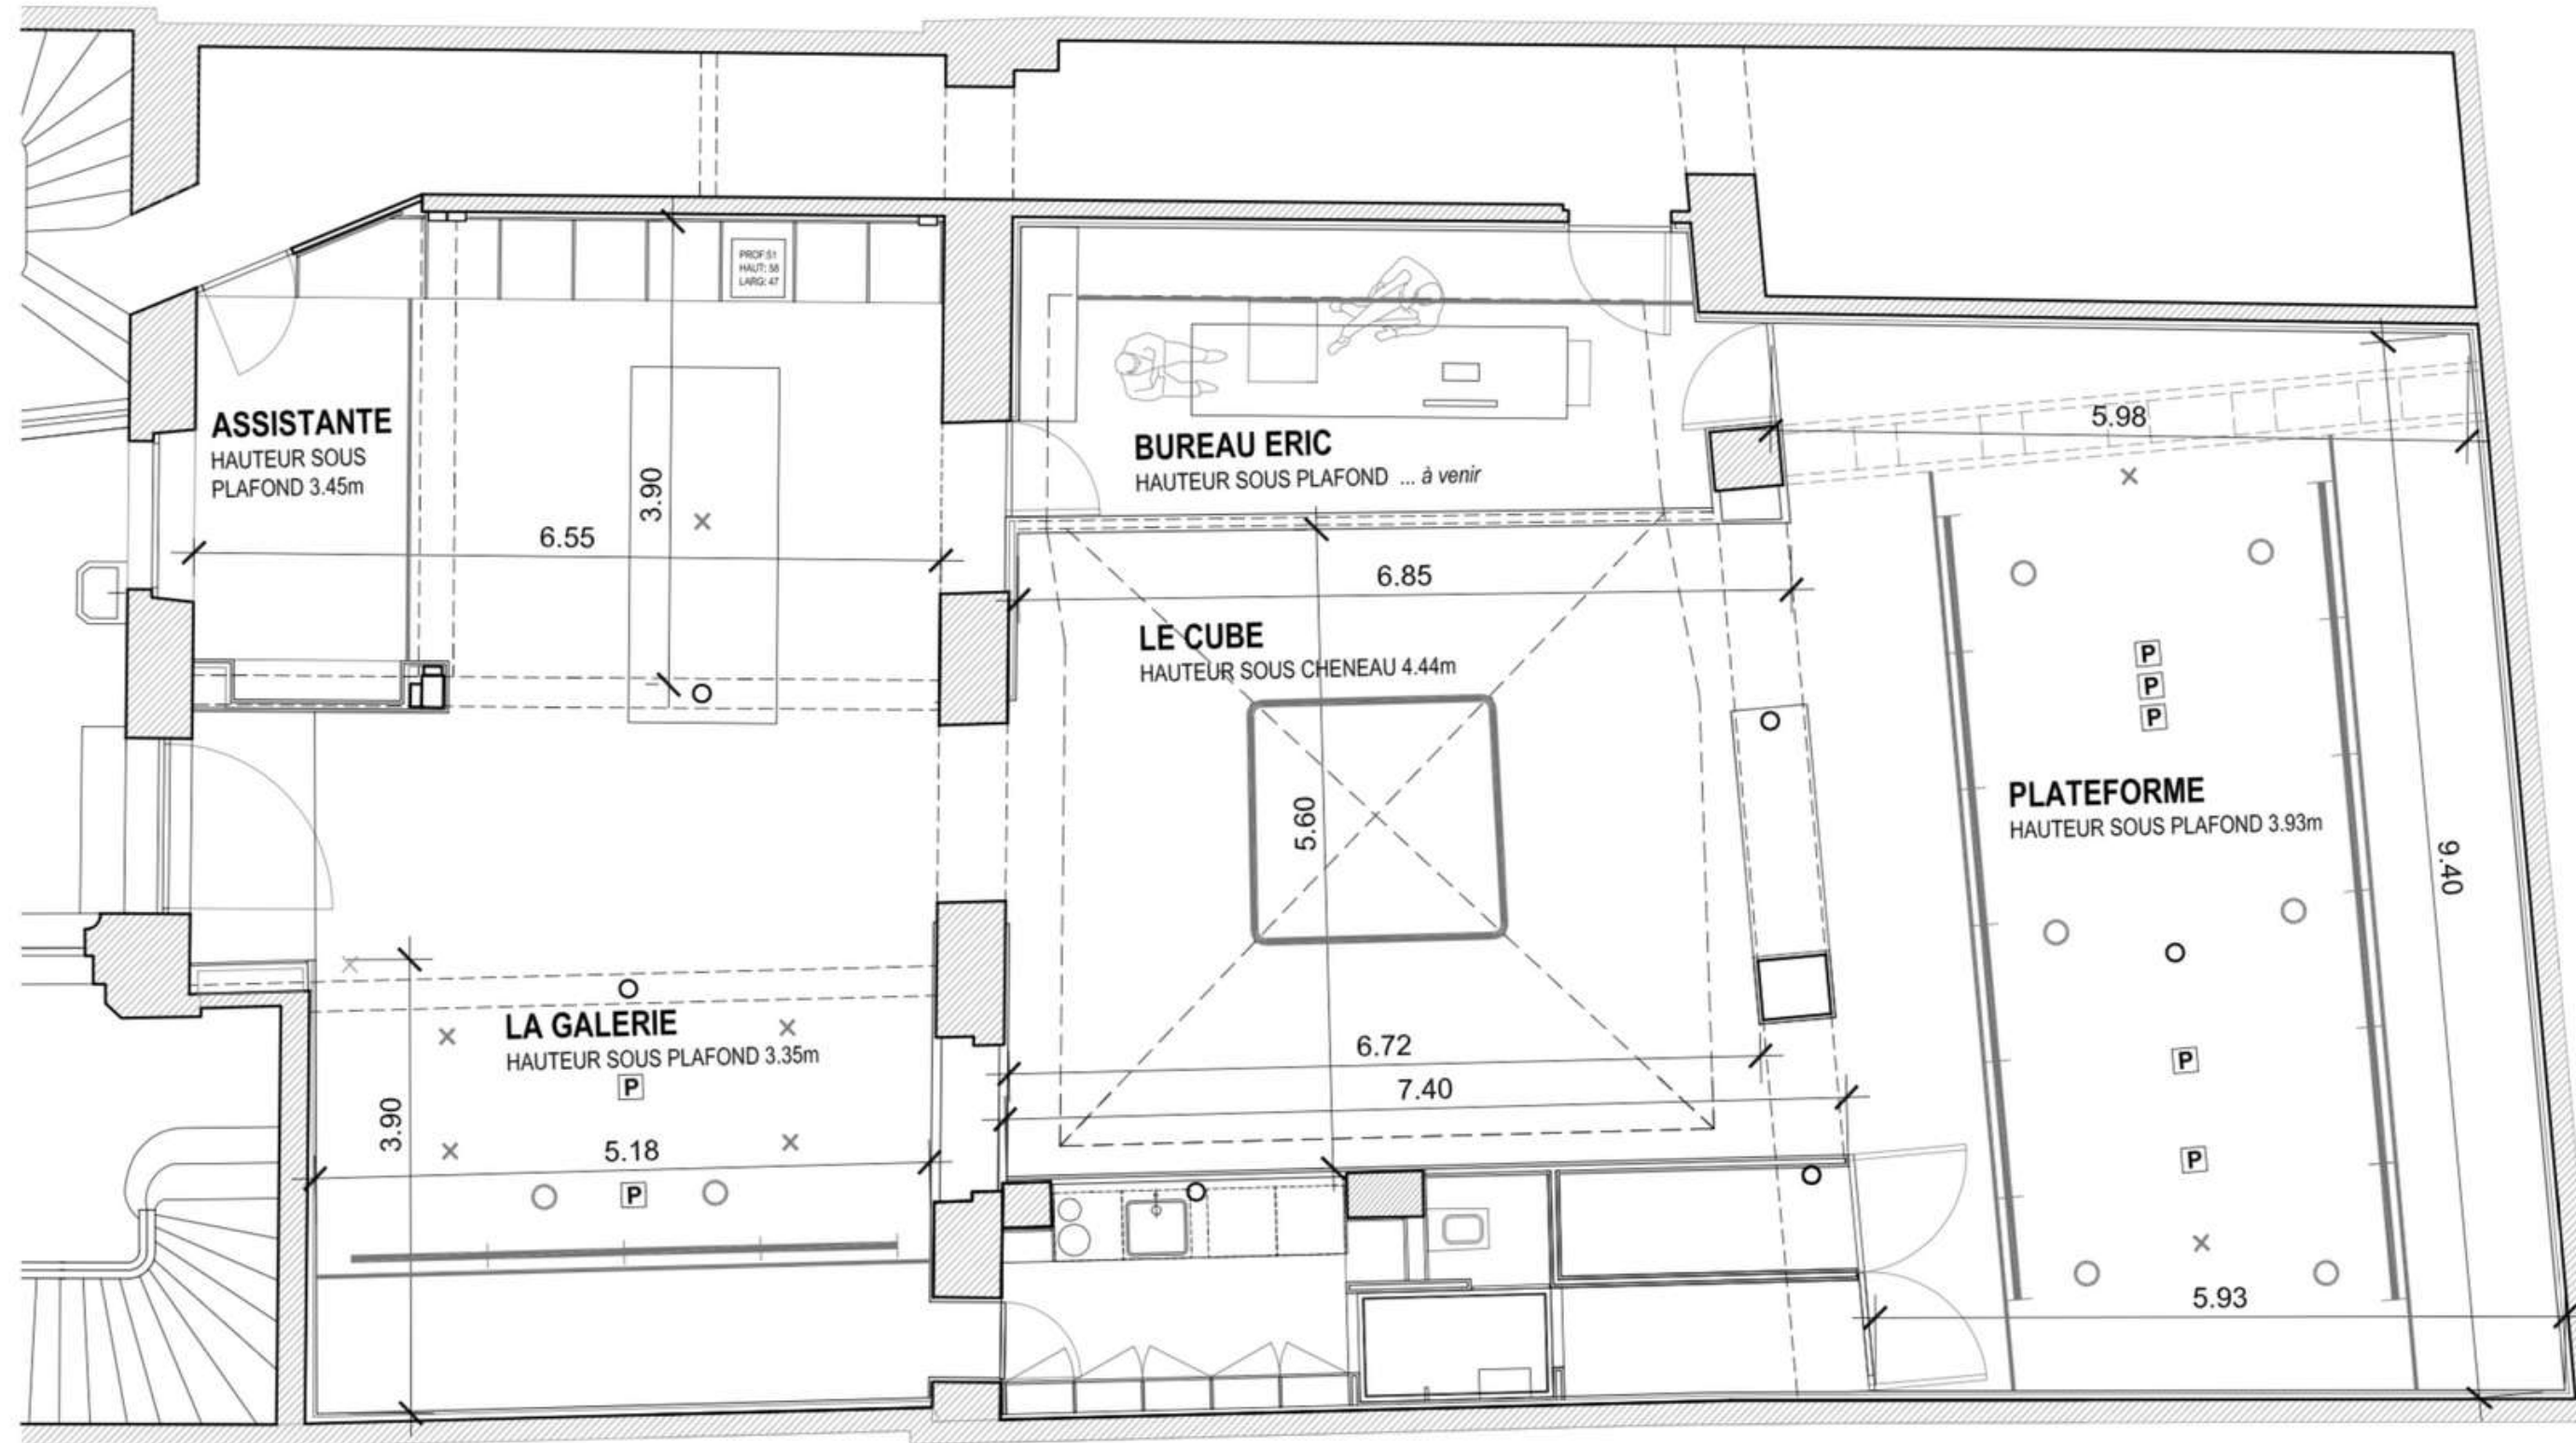 PROF:51
HAUT: 58
LARG: 47
ASSISTANTE
HAUTEUR SOUS
PLAFOND 3.45m
3.90
6.55
BUREAU ERIC
HAUTEUR SOUS PLAFOND ... à venir
5.98
6.85
LE CUBE
HAUTEUR SOUS CHENEAU 4.44m
5.60
P
P
P
PLATEFORME
HAUTEUR SOUS PLAFOND 3.93m
9.40
LA GALERIE
HAUTEUR SOUS PLAFOND 3.35m
P
3.90
5.18
P
6.72
7.40
P
P
5.93